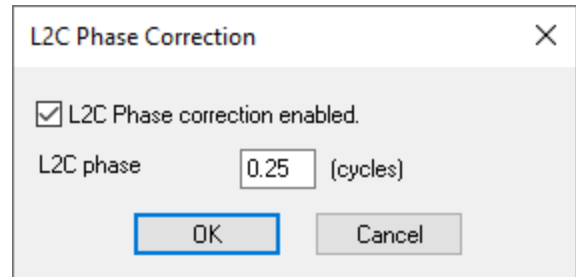 L2C Phase Correction
L2C Phase correction enabled.
L2C phase 0.25 (cycles)
OK Cancel